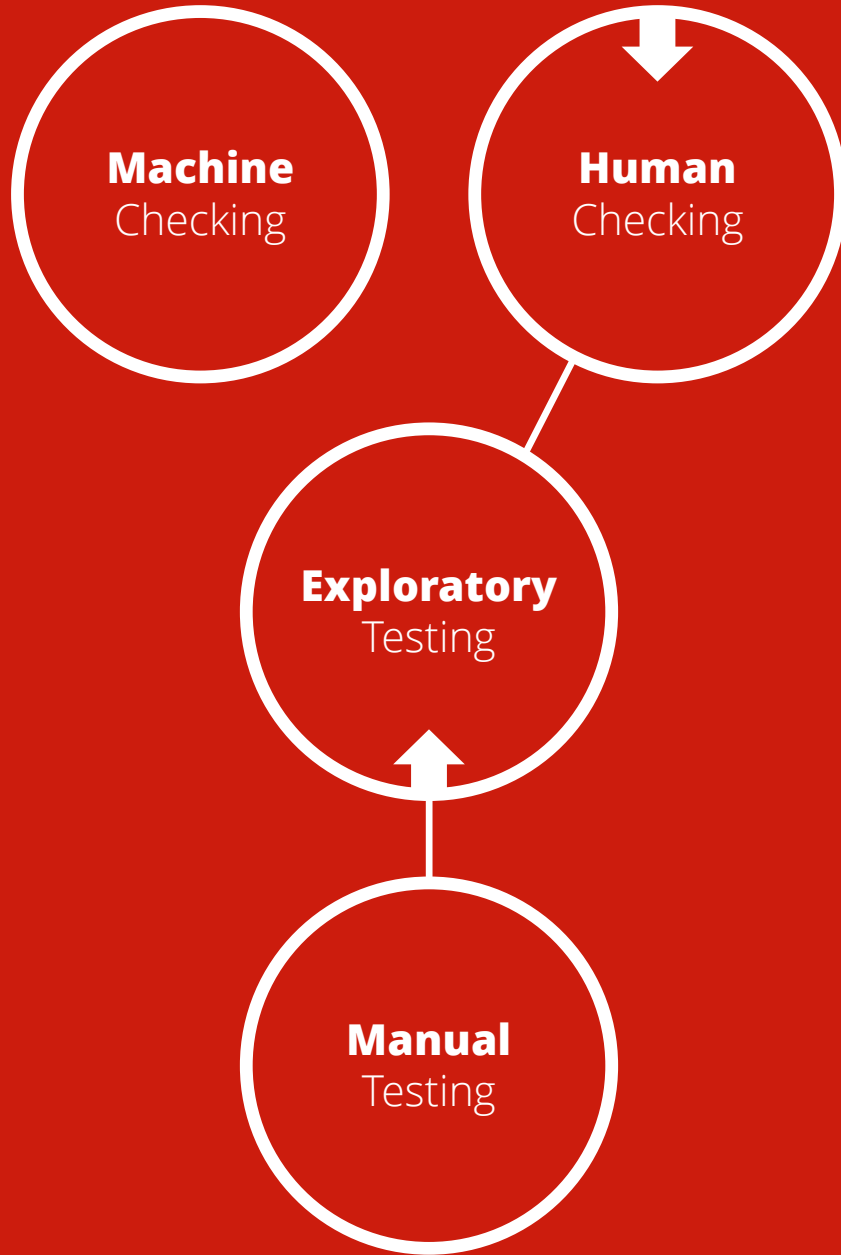 Machine
Checking
Human
Checking
Exploratory
Testing
Manual
Testing